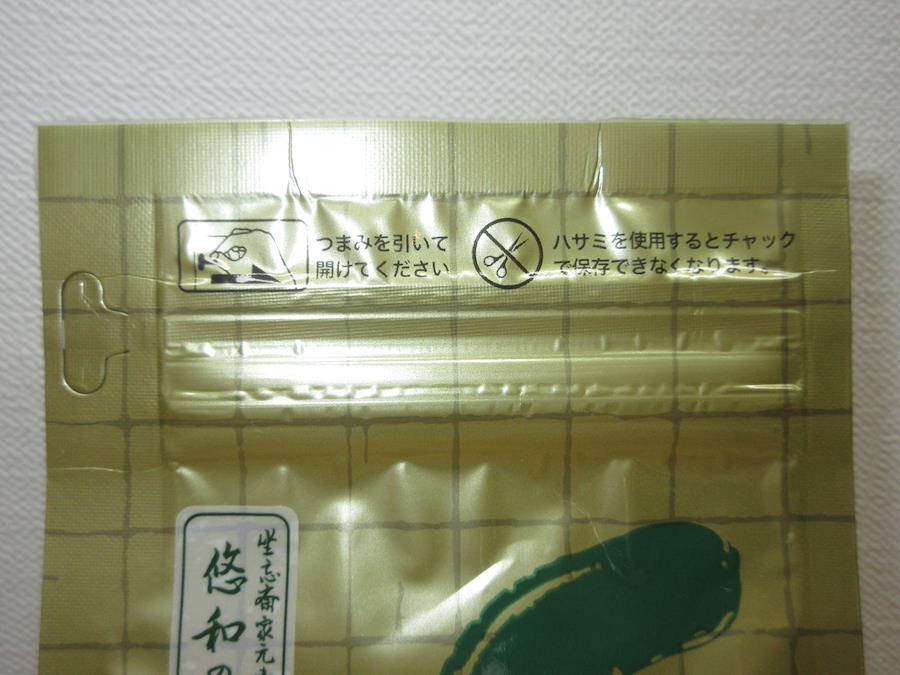 つまみを引いて
開けてください
ハサミを使用するとチャック
で保存できなくなります。
坐忘斎家元
悠和の